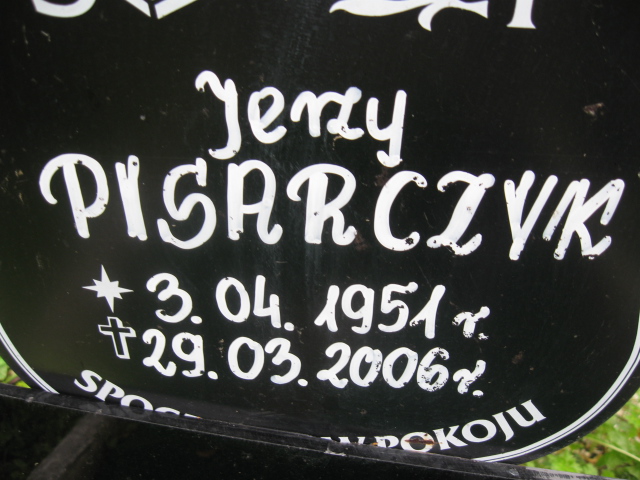 Jerzy
PISARCZYK
3. 04. 1951 r.
29. 03. 2006 r.
W POKOJU